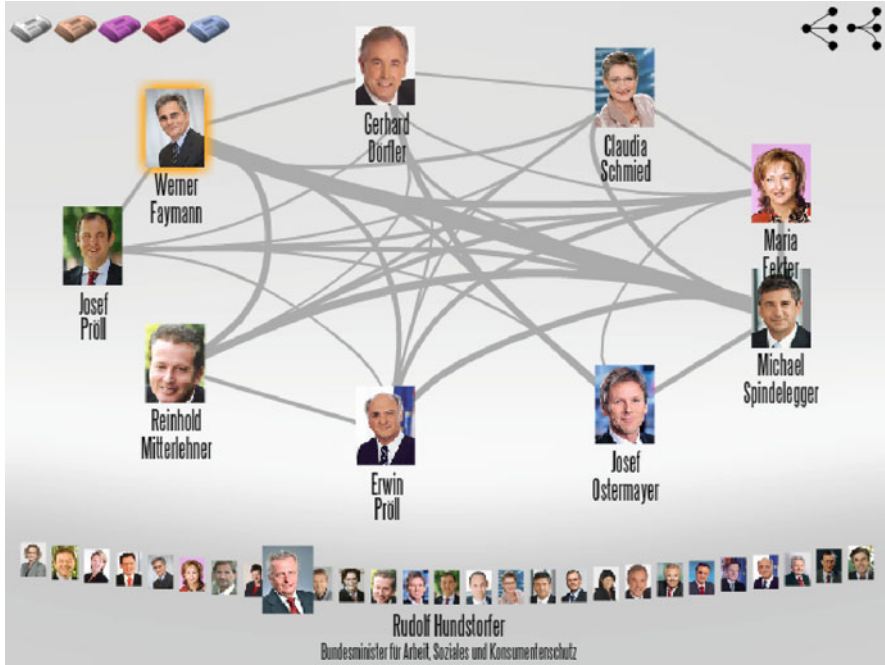 Gerhard
Dörfler
Claudia
Schmied
Werner
Faymann
Maria
Fekter
Josef
Pröll
Michael
Spindelegger
Reinhold
Mitterlehner
Josef
Ostermayer
Erwin
Pröll
Rudolf Hundstorfer
Bundesminister für Arbeit, Soziales und Konsumentenschutz